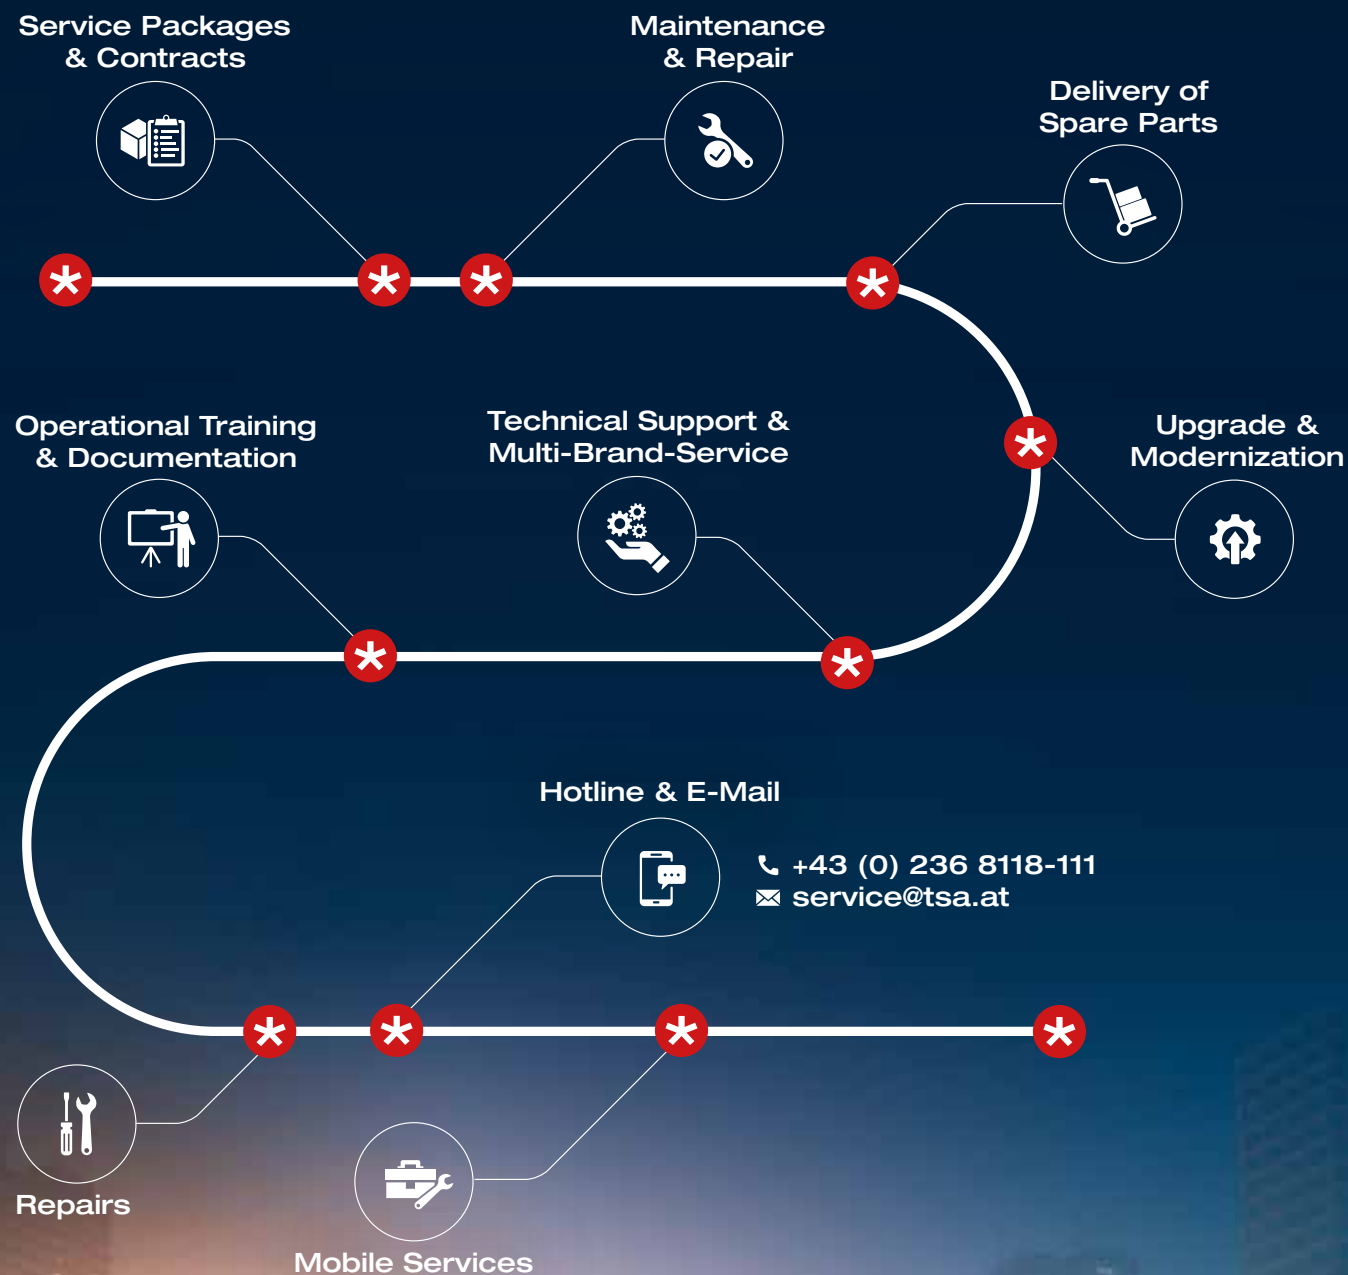 Service Packages
& Contracts
Maintenance
& Repair
Delivery of
Spare Parts
Operational Training
& Documentation
Technical Support &
Multi-Brand-Service
Upgrade &
Modernization
Hotline & E-Mail
+43 (0) 236 8118-111
service@tsa.at
Repairs
Mobile Services